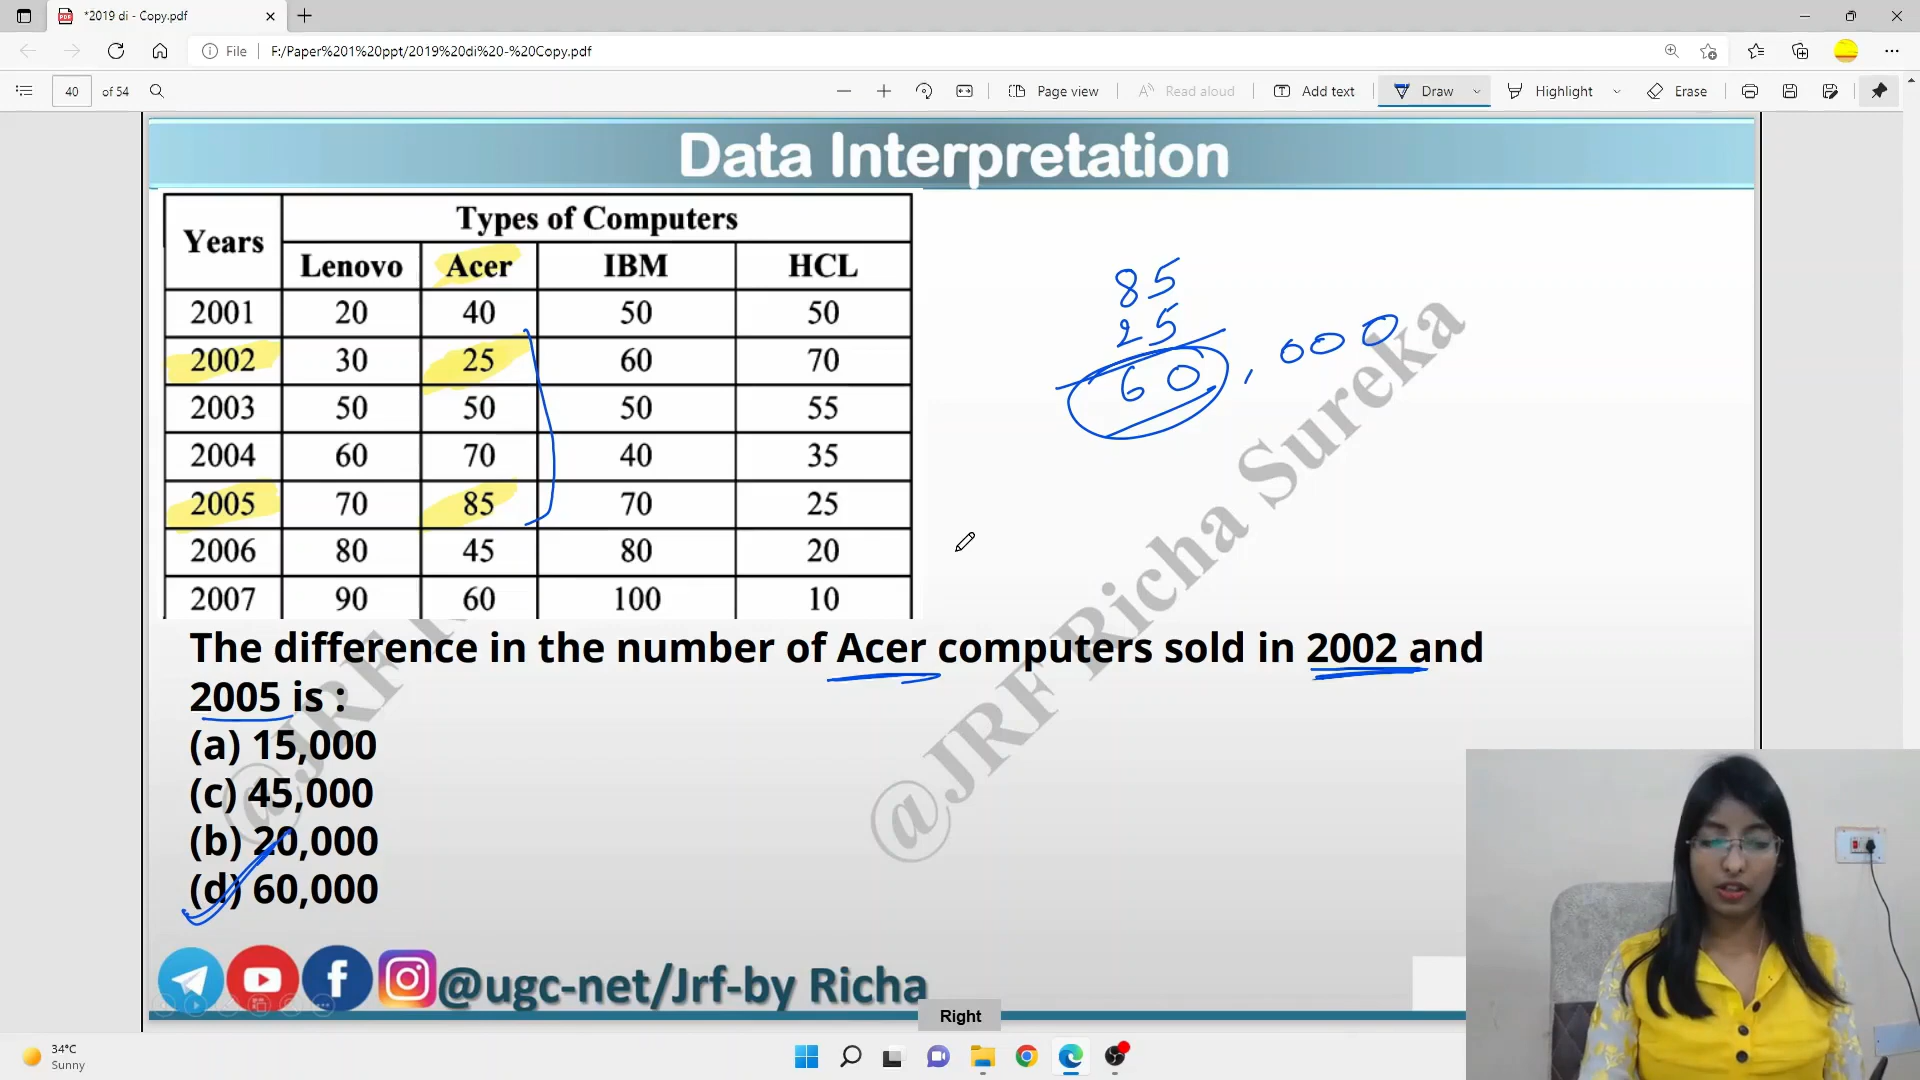 *2019 di - Copy.pdf
File F:/Paper%201%20ppt/2019%20di%20-%20Copy.pdf
40 of 54 Page view Read aloud Add text Draw Highlight Erase
Data Interpretation
Years Types of Computers
Lenovo Acer IBM HCL
2001 20 40 50 50
2002 30 25 60 70
2003 50 50 50 55
2004 60 70 40 35
2005 70 85 70 25
2006 80 45 80 20
2007 90 60 100 10
85
25
60,000
The difference in the number of Acer computers sold in 2002 and
2005 is :
(a) 15,000
(c) 45,000
(b) 20,000
(d) 60,000
@JRF Richa Sureka
@JRF
@ugc-net/Jrf-by Richa
Right
34°C
Sunny